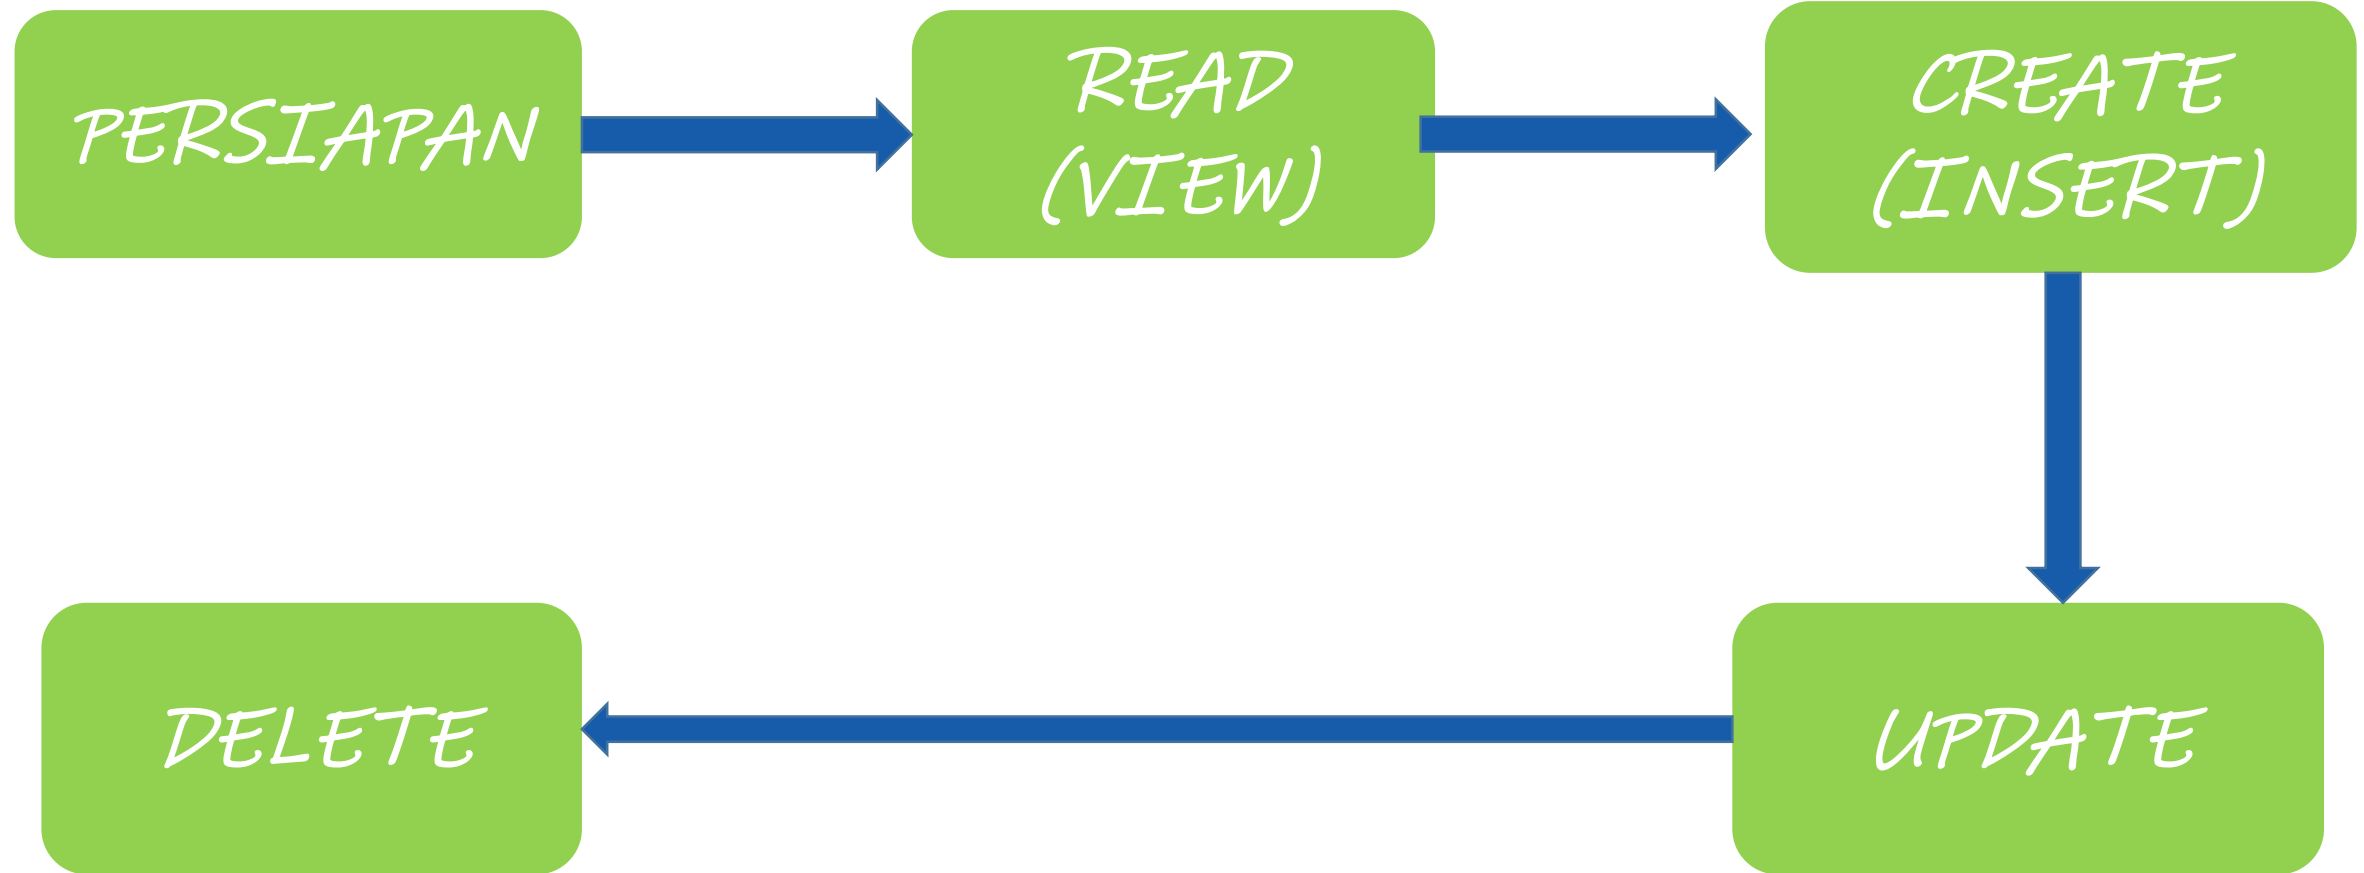 PERSIAPAN
READ
(VIEW)
CREATE
(INSERT)
UPDATE
DELETE